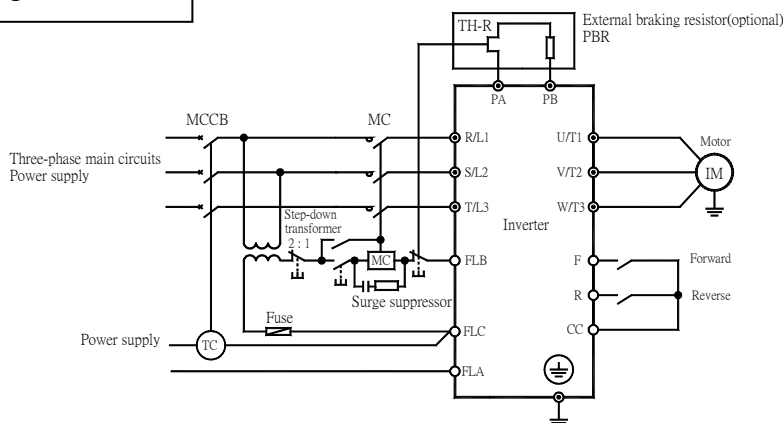 TH-R
External braking resistor(optional)
PBR
PA
PB
MCCB
MC
R/L1
U/T1
Motor
Three-phase main circuits
Power supply
S/L2
V/T2
IM
T/L3
W/T3
Step-down
transformer
2 : 1
Inverter
MC
FLB
F
Forward
Surge suppressor
R
Reverse
Fuse
FLC
CC
Power supply
TC
FLA